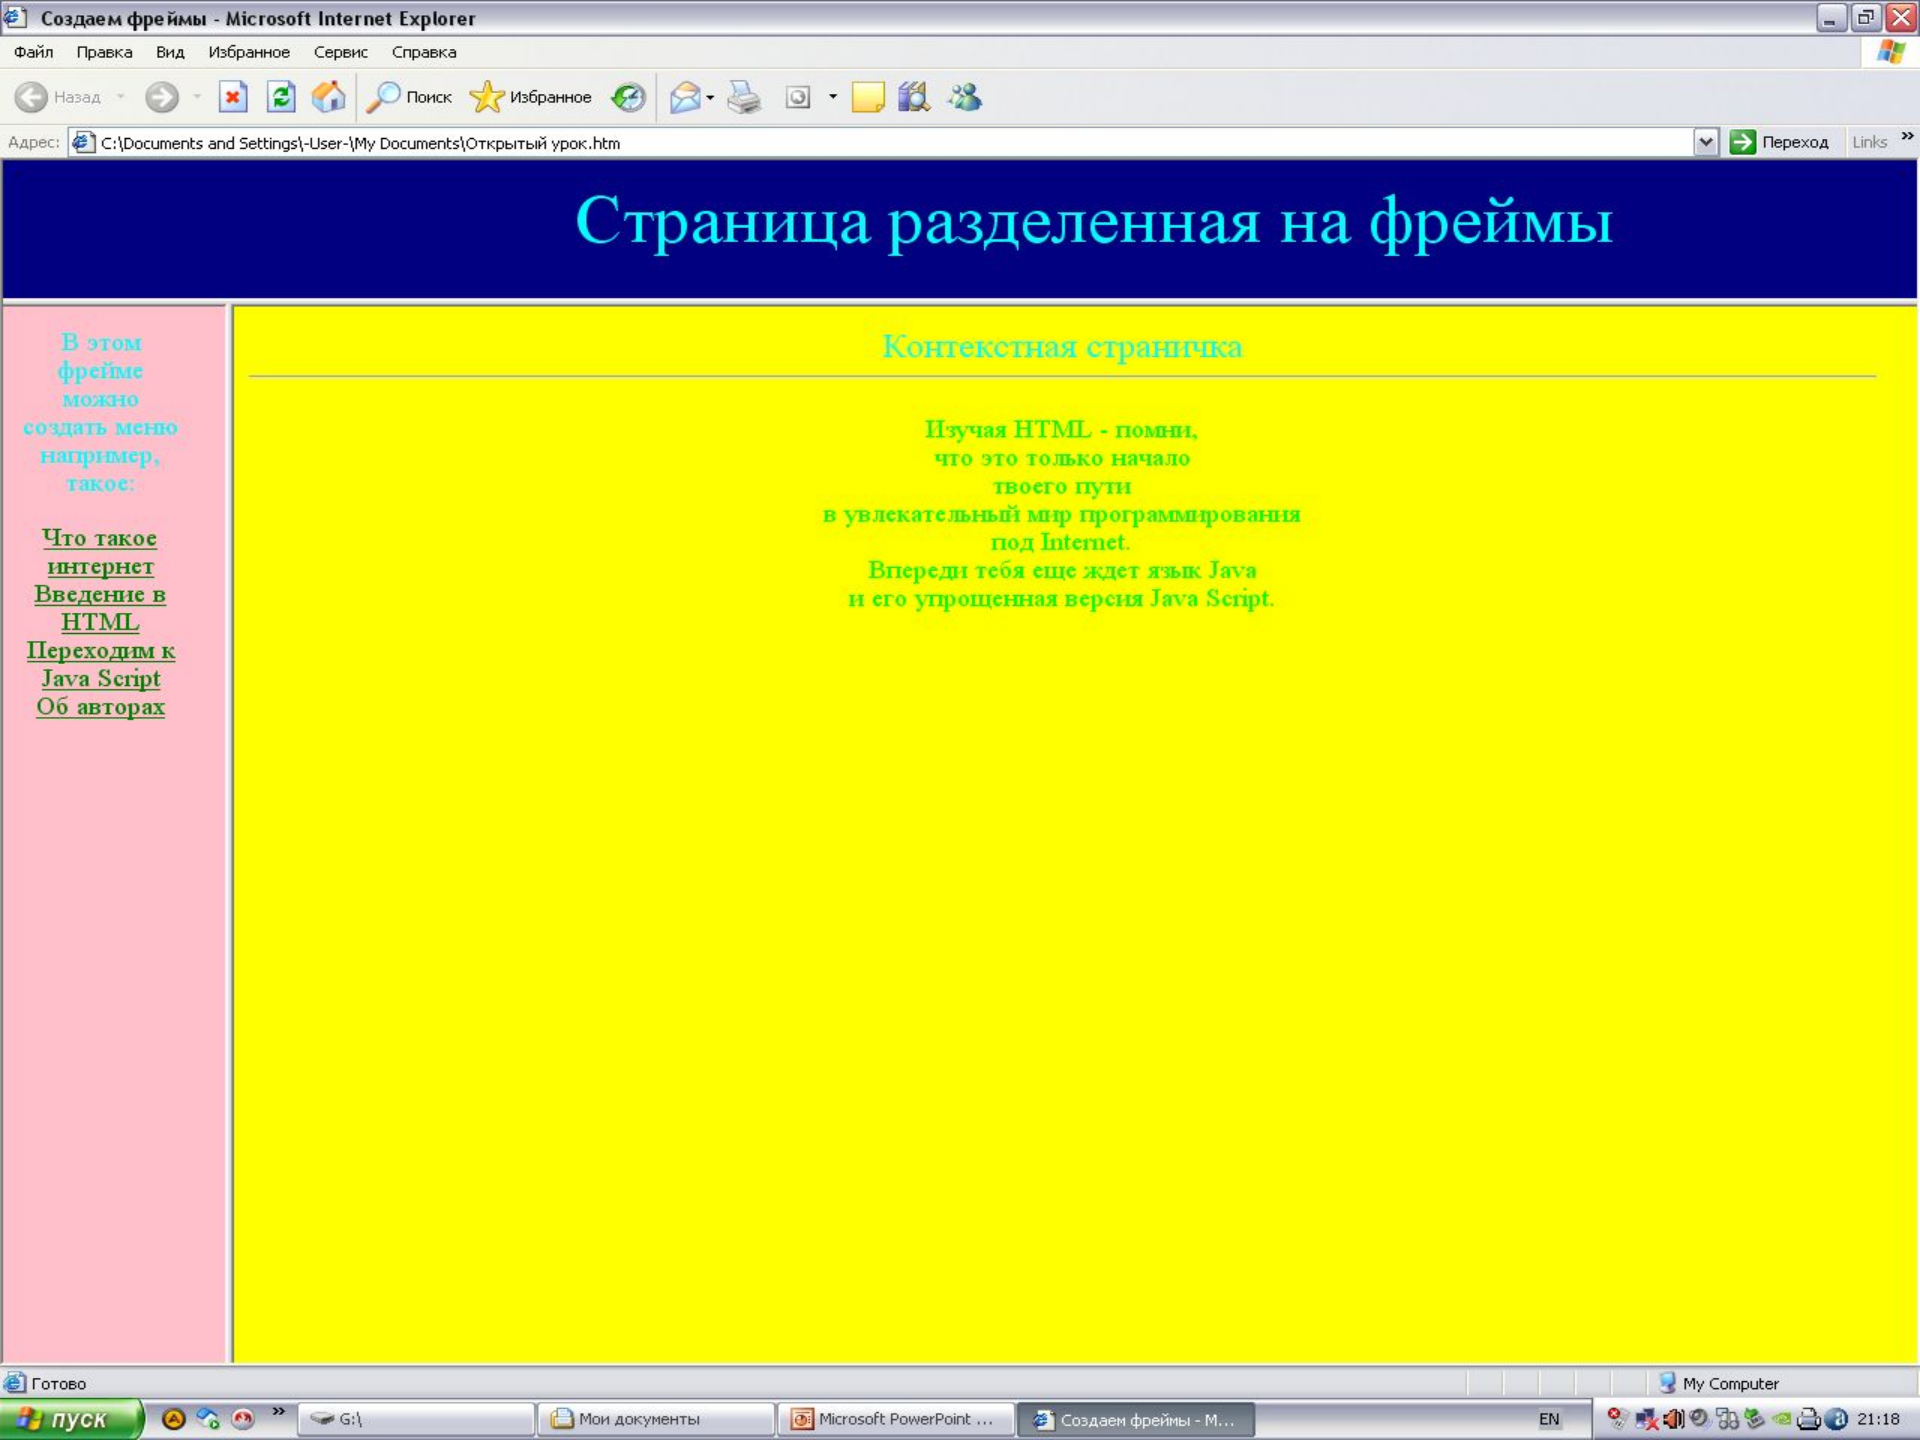 Создаем фреймы - Microsoft Internet Explorer
Файл Правка Вид Избранное Сервис Справка
Назад Поиск Избранное
Адрес: C:\Documents and Settings\-User-\My Documents\Открытый урок.htm Переход Links »
Страница разделенная на фреймы
В этом
фрейме
можно
создать меню
например,
такое:
Что такое
интернет
Введение в
HTML
Переходим к
Java Script
Об авторах
Контекстная страничка
Изучая HTML - помни,
что это только начало
твоего пути
в увлекательный мир программирования
под Internet.
Впереди тебя еще ждет язык Java
и его упрощенная версия Java Script.
Готово My Computer
пуск » G:\ Мои документы Microsoft PowerPoint ... Создаем фреймы - M... EN 21:18